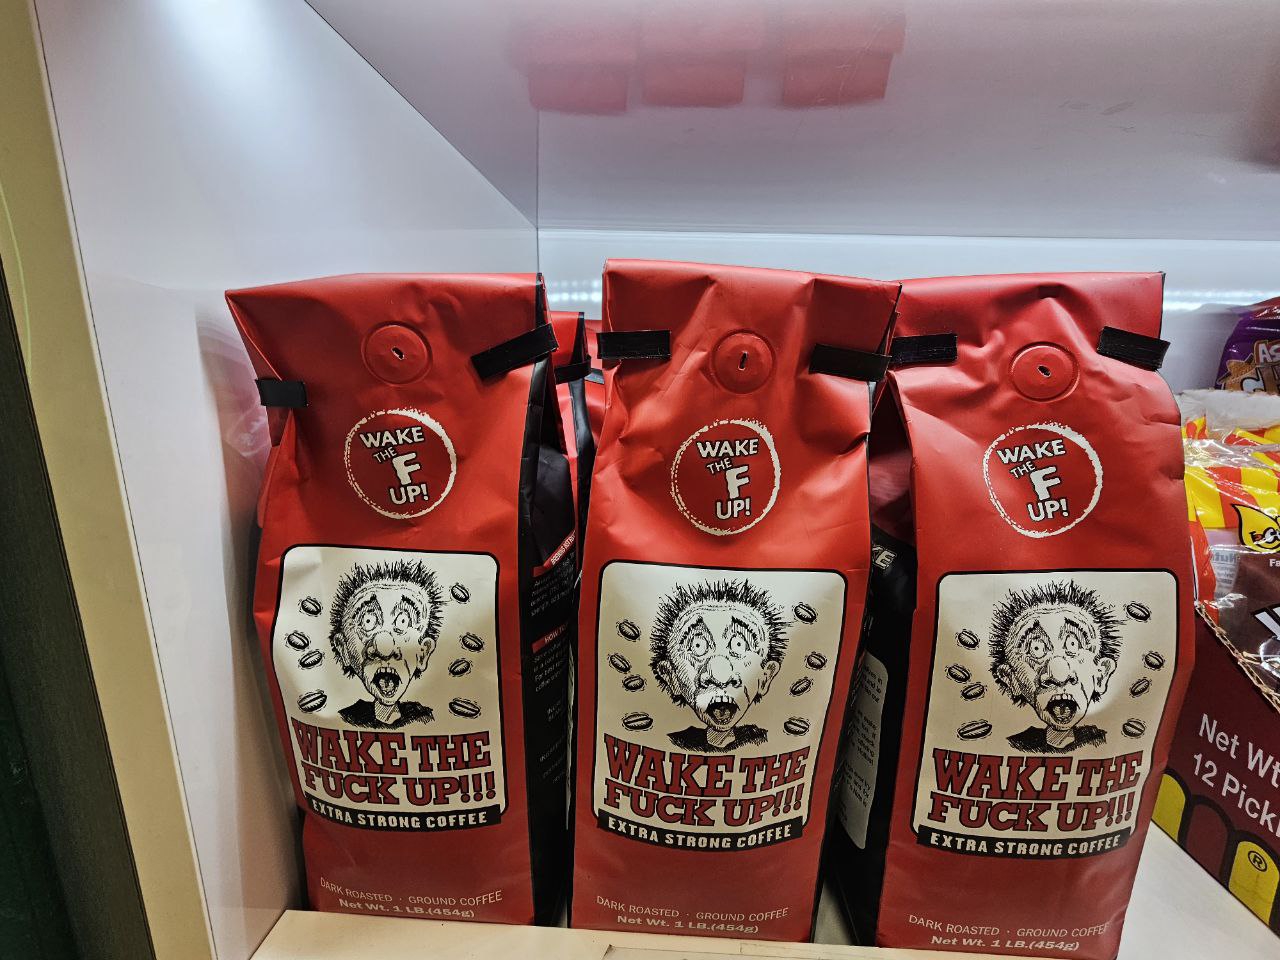 WAKE
THE
F
UP!
WAKE THE
FUCK UP!!!
EXTRA STRONG COFFEE
DARK ROASTED · GROUND COFFEE
Net Wt. 1 LB.(454g)
WAKE
THE
F
UP!
WAKE THE
FUCK UP!!!
EXTRA STRONG COFFEE
DARK ROASTED · GROUND COFFEE
Net Wt. 1 LB.(454g)
WAKE
THE
F
UP!
WAKE THE
FUCK UP!!!
EXTRA STRONG COFFEE
DARK ROASTED · GROUND COFFEE
Net Wt. 1 LB.(454g)
Net Wt
12 Pick
®